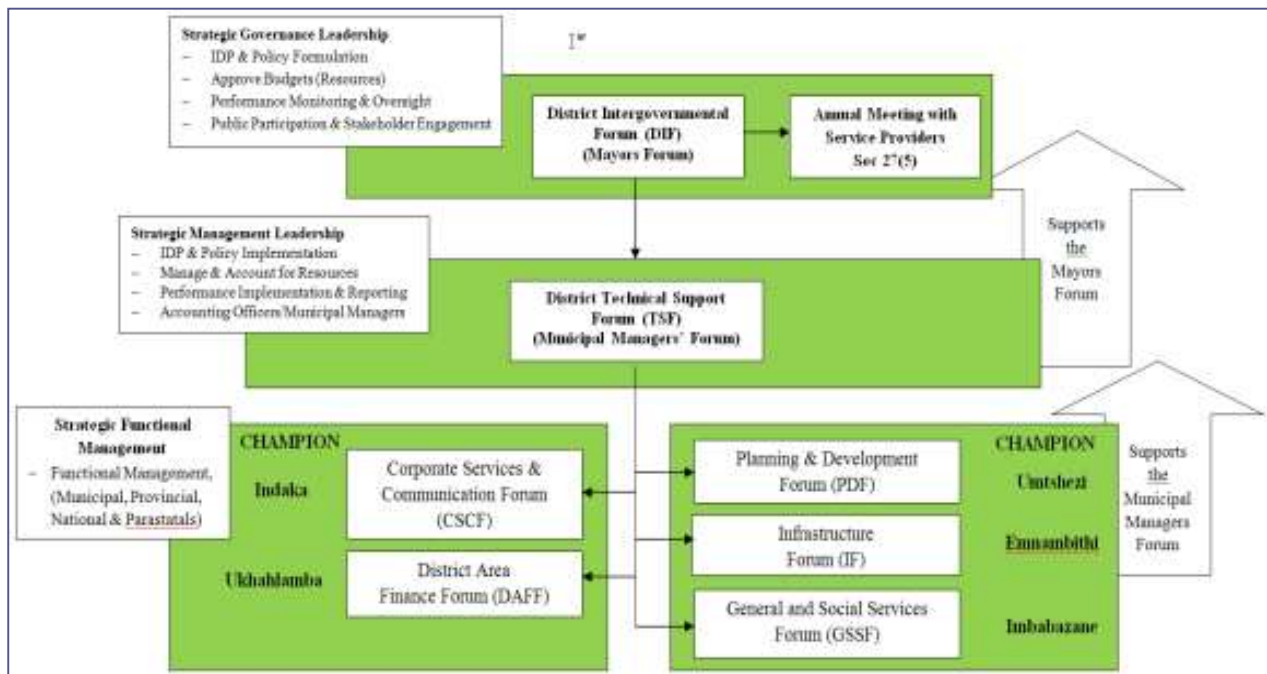 Strategic Governance Leadership
– IDP & Policy Formulation
– Approve Budgets (Resources)
– Performance Monitoring & Oversight
– Public Participation & Stakeholder Engagement
District Intergovernmental
Forum (DIF)
(Mayors Forum)
Annual Meeting with
Service Providers
Sec 27(5)
Supports
the
Mayors
Forum
Strategic Management Leadership
– IDP & Policy Implementation
– Manage & Account for Resources
– Performance Implementation & Reporting
– Accounting Officers/Municipal Managers
District Technical Support
Forum (TSF)
(Municipal Managers' Forum)
Strategic Functional
Management
– Functional Management,
(Municipal, Provincial,
National & Parastatals)
CHAMPION
Indaka
Corporate Services &
Communication Forum
(CSCF)
Ukhahlamba
District Area
Finance Forum (DAFF)
CHAMPION
Planning & Development
Forum (PDF)
Umtshezi
Infrastructure
Forum (IF)
Emnambithi
General and Social Services
Forum (GSSF)
Imbabazane
Supports
the
Municipal
Managers
Forum